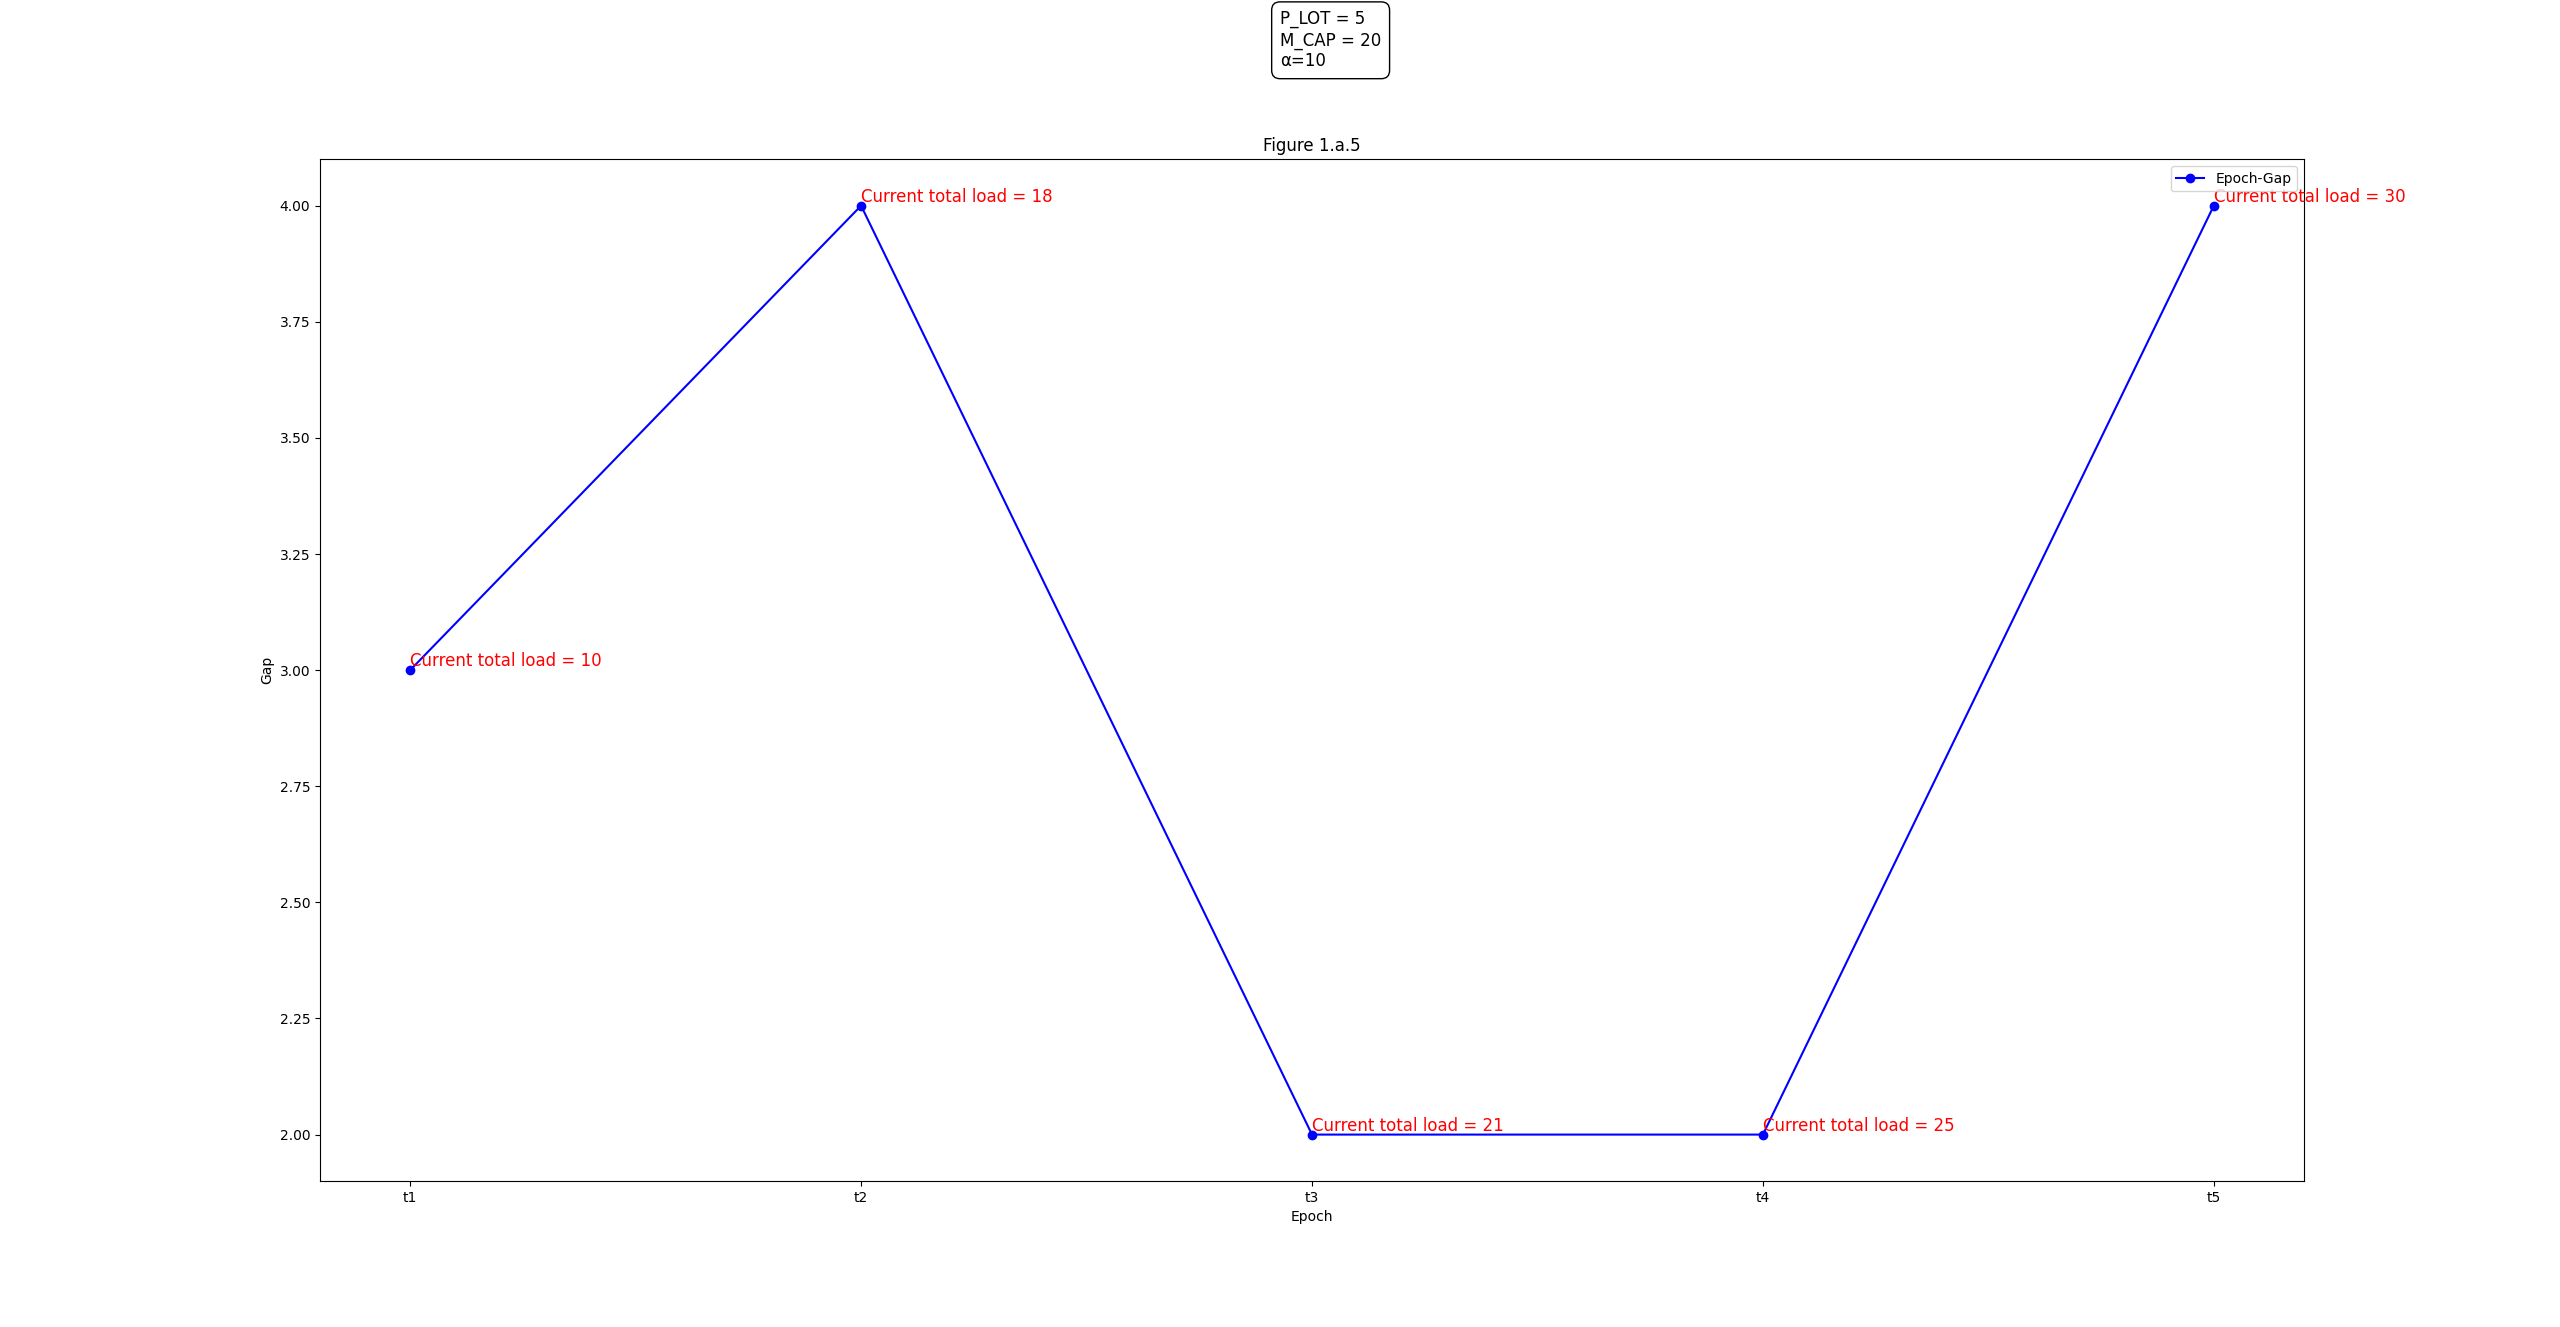 P_LOT = 5
M_CAP = 20
α=10
Figure 1.a.5
Epoch-Gap
Current total load = 18
Current total load = 30
4.00
3.75
3.50
3.25
Current total load = 10
3.00
Gap
2.75
2.50
2.25
Current total load = 21
Current total load = 25
2.00
t1
t2
t3
t4
t5
Epoch